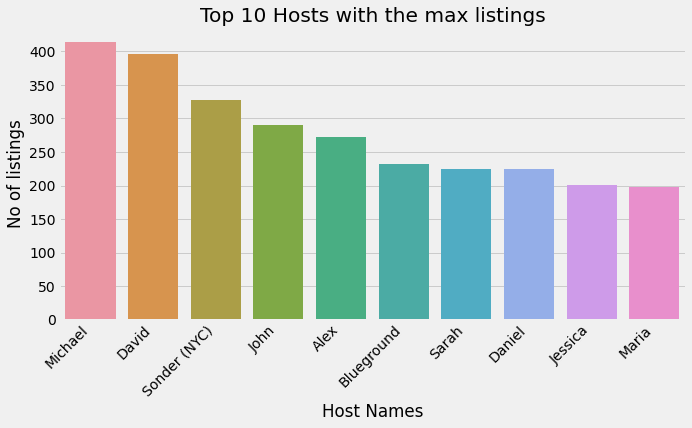 Top 10 Hosts with the max listings
No of listings
400
350
300
250
200
150
100
50
0
Michael
David
Sonder (NYC)
John
Alex
Blueground
Sarah
Daniel
Jessica
Maria
Host Names